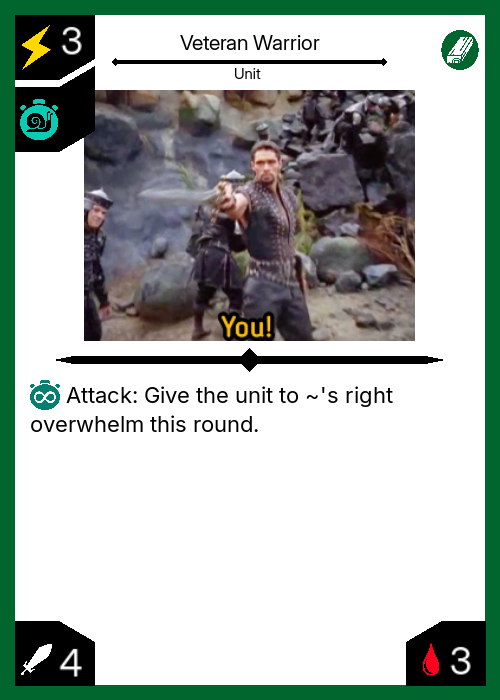 3
Veteran Warrior
Unit
You!
Attack: Give the unit to ~'s right
overwhelm this round.
4
3